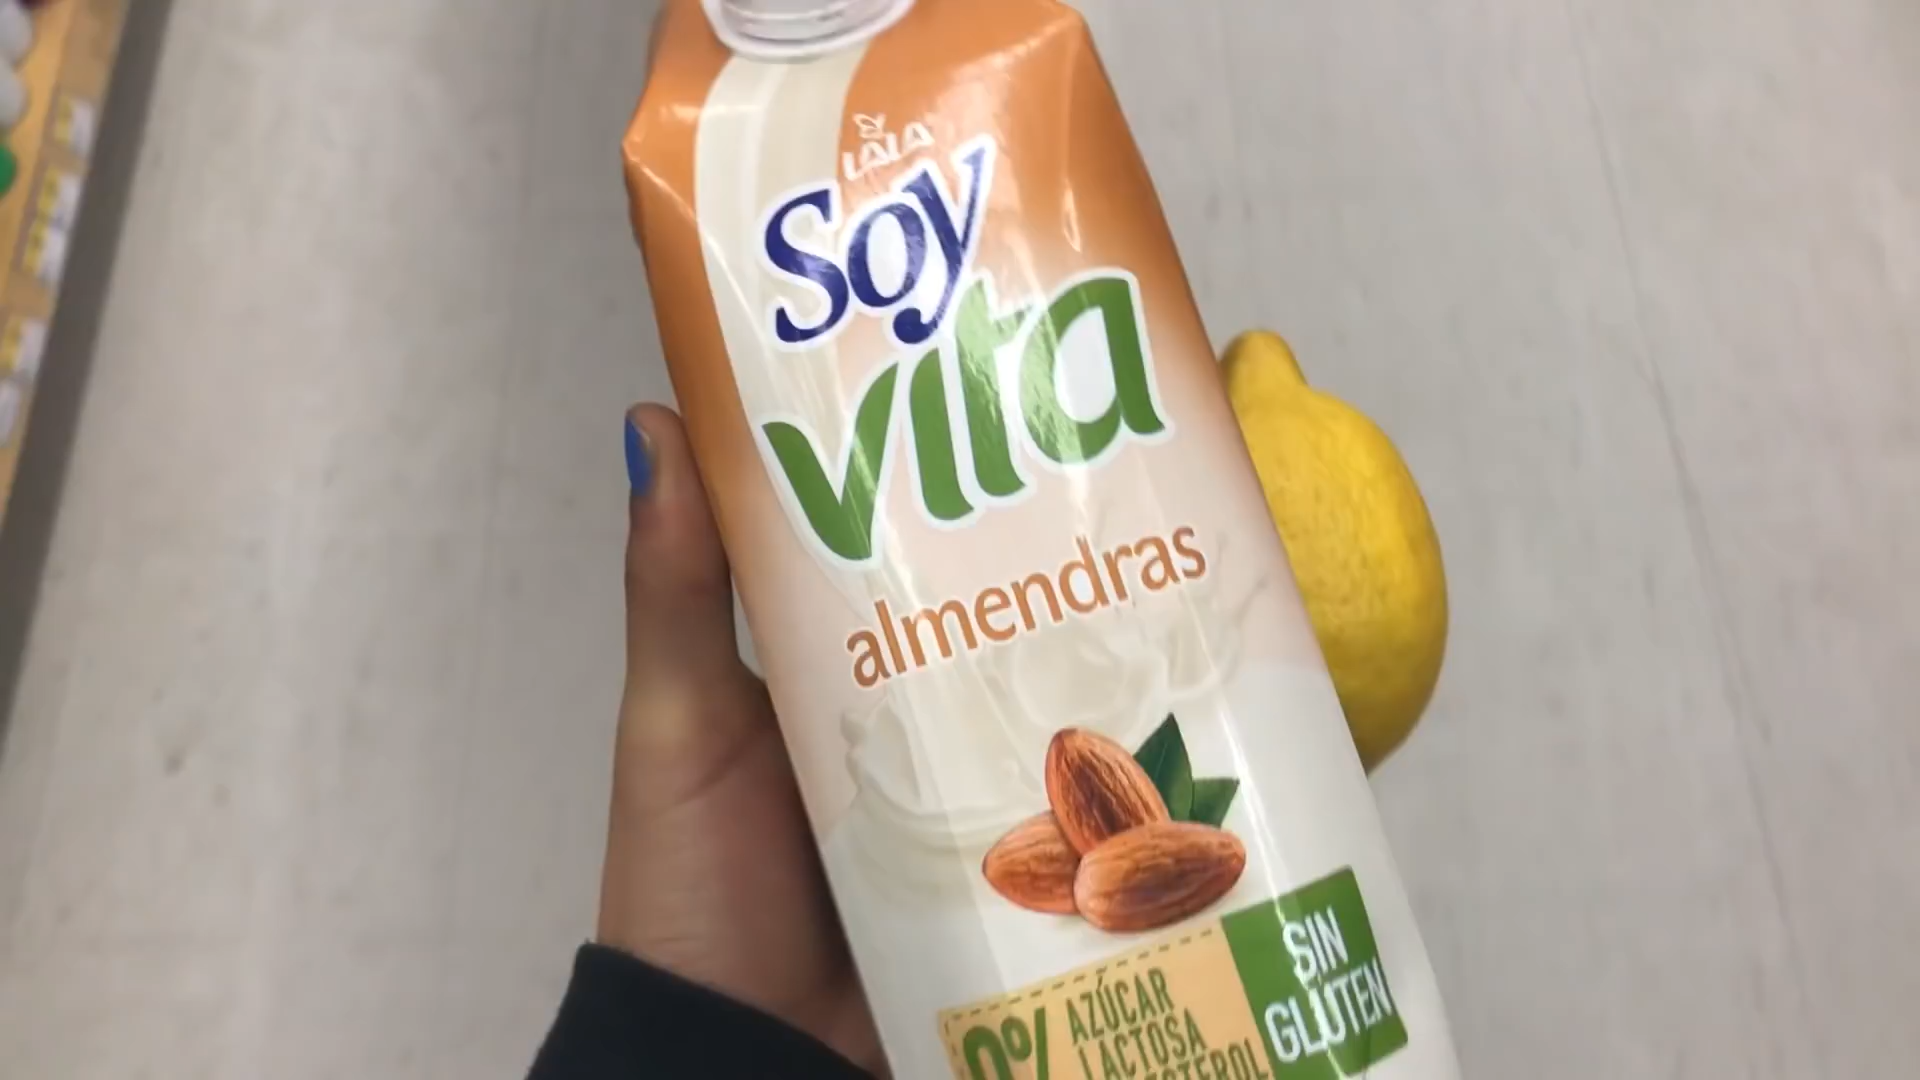 LALA
Soy
vita
almendras
SIN
GLUTEN
0%
AZÚCAR
LACTOSA